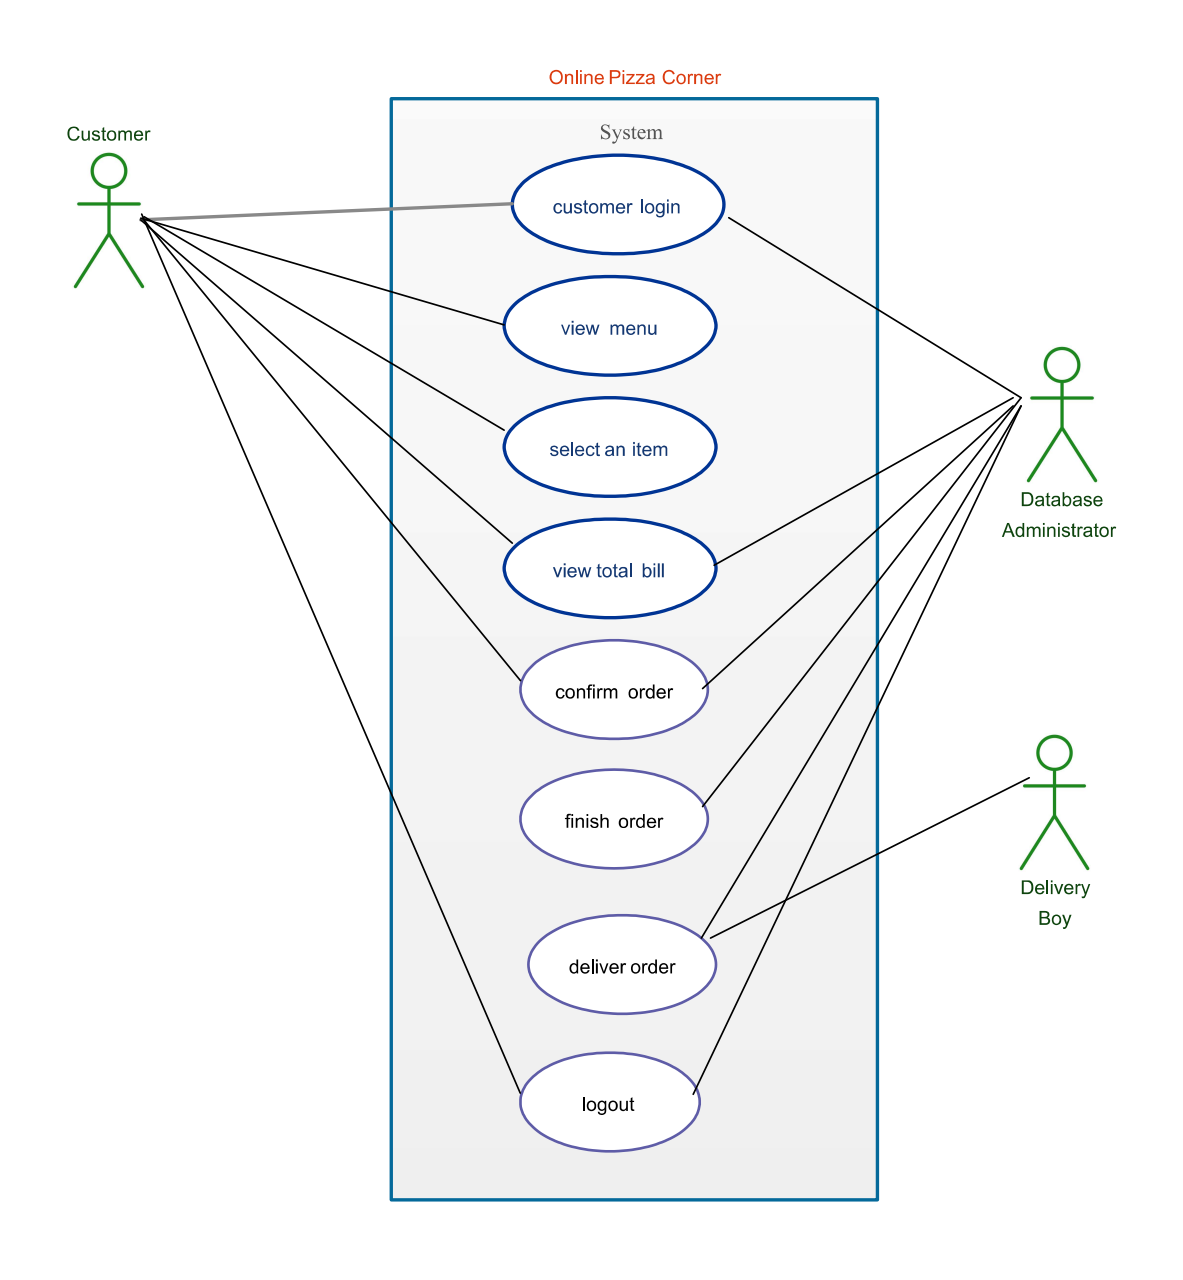 Online Pizza Corner
System
Customer
customer login
view menu
select an item
view total bill
confirm order
finish order
deliver order
logout
Database
Administrator
Delivery
Boy